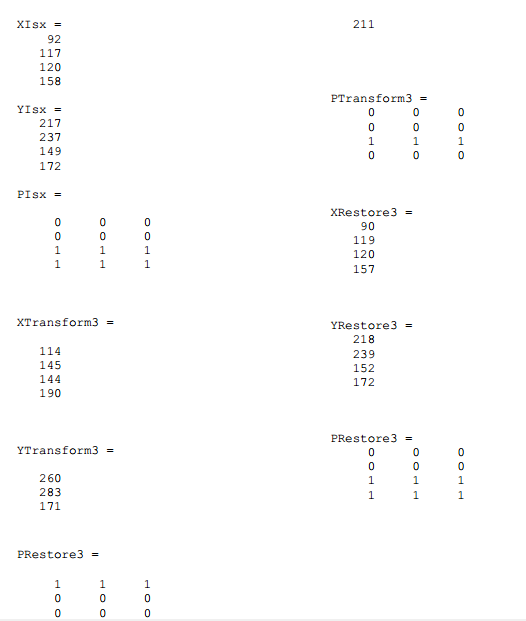 XIsx =
92
117
120
158
YIsx =
217
237
149
172
PIsx =
0 0 0
0 0 0
1 1 1
1 1 1
XTransform3 =
114
145
144
190
YTransform3 =
260
283
171
PRestore3 =
1 1 1
0 0 0
0 0 0
211
PTransform3 =
0 0 0
0 0 0
1 1 1
0 0 0
XRestore3 =
90
119
120
157
YRestore3 =
218
239
152
172
PRestore3 =
0 0 0
0 0 0
1 1 1
1 1 1